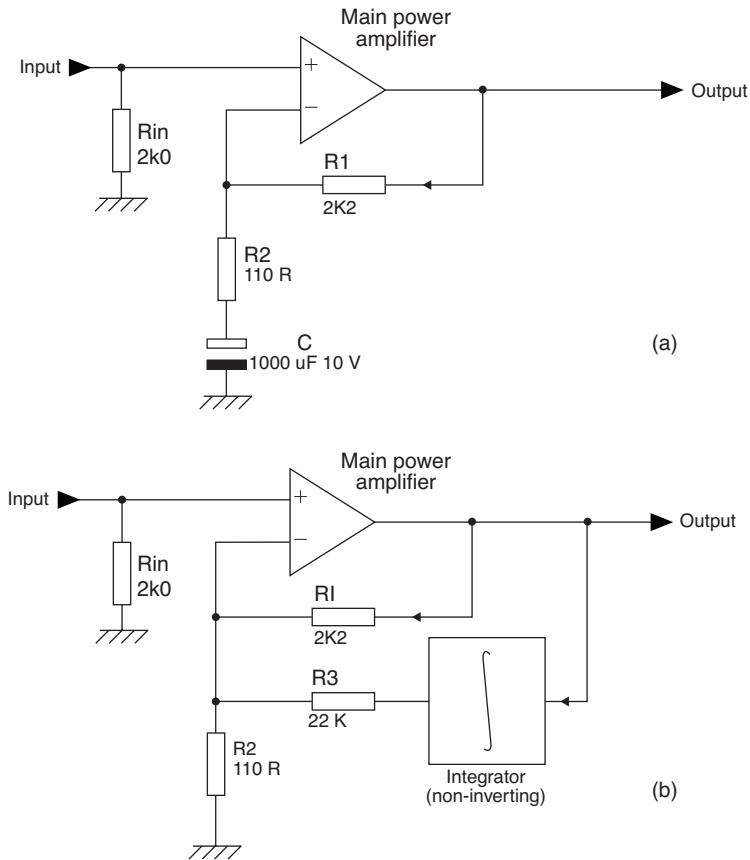 Main power
amplifier
Input
+
−
Output
Rin
2k0
R1
2K2
R2
110 R
C
1000 uF 10 V
(a)
Main power
amplifier
Input
+
−
Output
Rin
2k0
RI
2K2
R3
22 K
R2
110 R
Integrator
(non-inverting)
(b)